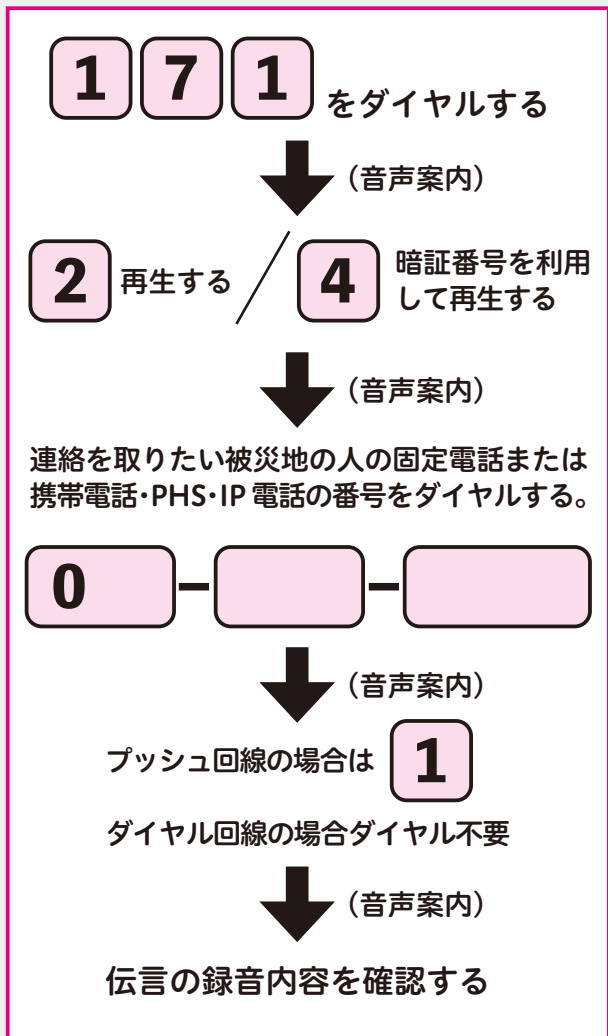 171 をダイヤルする
(音声案内)
2 再生する / 4 暗証番号を利用
して再生する
(音声案内)
連絡を取りたい被災地の人の固定電話または
携帯電話・PHS・IP電話の番号をダイヤルする。
0 - -
(音声案内)
プッシュ回線の場合は 1
ダイヤル回線の場合ダイヤル不要
(音声案内)
伝言の録音内容を確認する